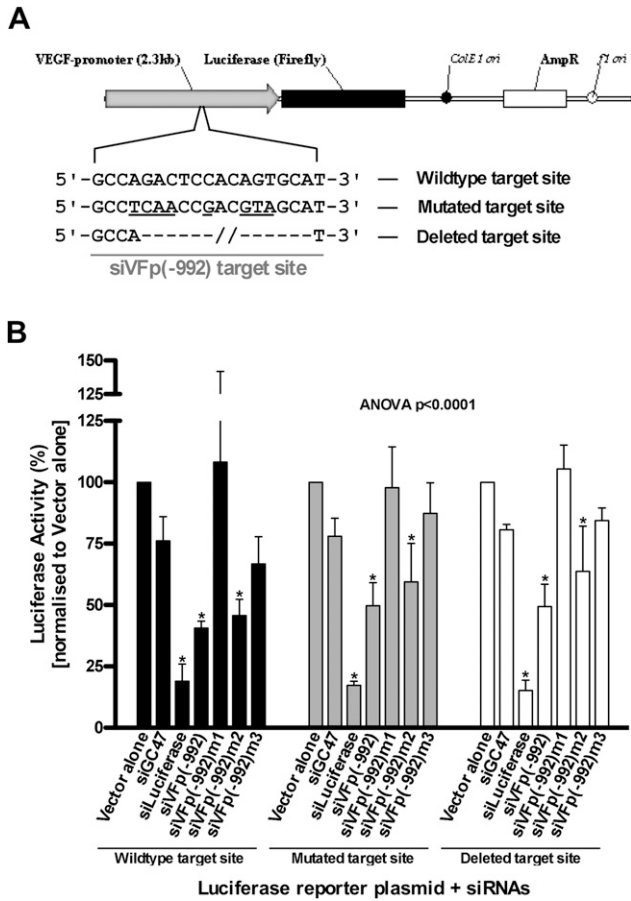 A
VEGF-promoter (2.3kb)
Luciferase (Firefly)
ColE1 ori
AmpR
f1 ori
5'-GCCAGACTCCACAGTGCAT-3' — Wildtype target site
5'-GCCTCAACCGACGTAGCAT-3' — Mutated target site
5'-GCCA------//------T-3' — Deleted target site
siVFp(-992) target site
B
Luciferase Activity (%)
[normalised to Vector alone]
150
125
125
100
75
50
25
0
ANOVA p<0.0001
*
*
*
*
*
*
*
*
*
Vector alone
siGC47
siLuciferase
siVFp(-992)
siVFp(-992)m1
siVFp(-992)m2
siVFp(-992)m3
Vector alone
siGC47
siLuciferase
siVFp(-992)
siVFp(-992)m1
siVFp(-992)m2
siVFp(-992)m3
Vector alone
siGC47
siLuciferase
siVFp(-992)
siVFp(-992)m1
siVFp(-992)m2
siVFp(-992)m3
Wildtype target site
Mutated target site
Deleted target site
Luciferase reporter plasmid + siRNAs